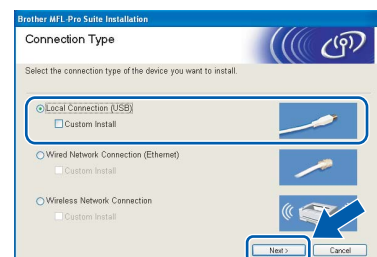 Brother MFL-Pro Suite Installation
Connection Type
Select the connection type of the device you want to install.
Local Connection (USB)
Custom Install
Wired Network Connection (Ethernet)
Custom Install
Wireless Network Connection
Custom Install
Next >
Cancel